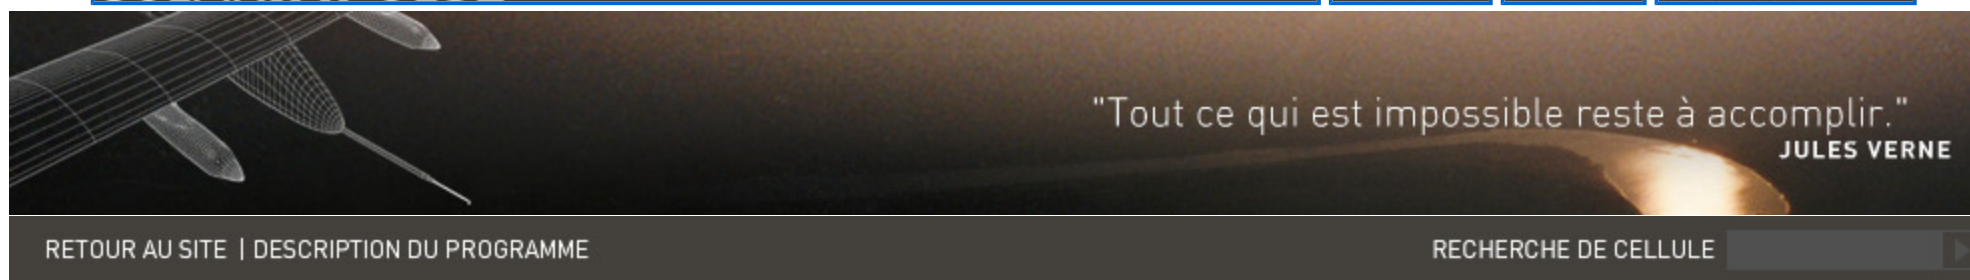 "Tout ce qui est impossible reste à accomplir."
JULES VERNE
RETOUR AU SITE | DESCRIPTION DU PROGRAMME
RECHERCHE DE CELLULE